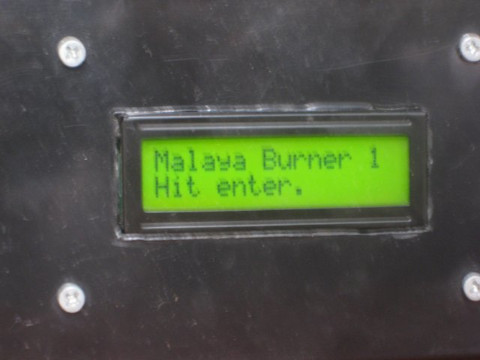 Malaya Burner 1
Hit enter.